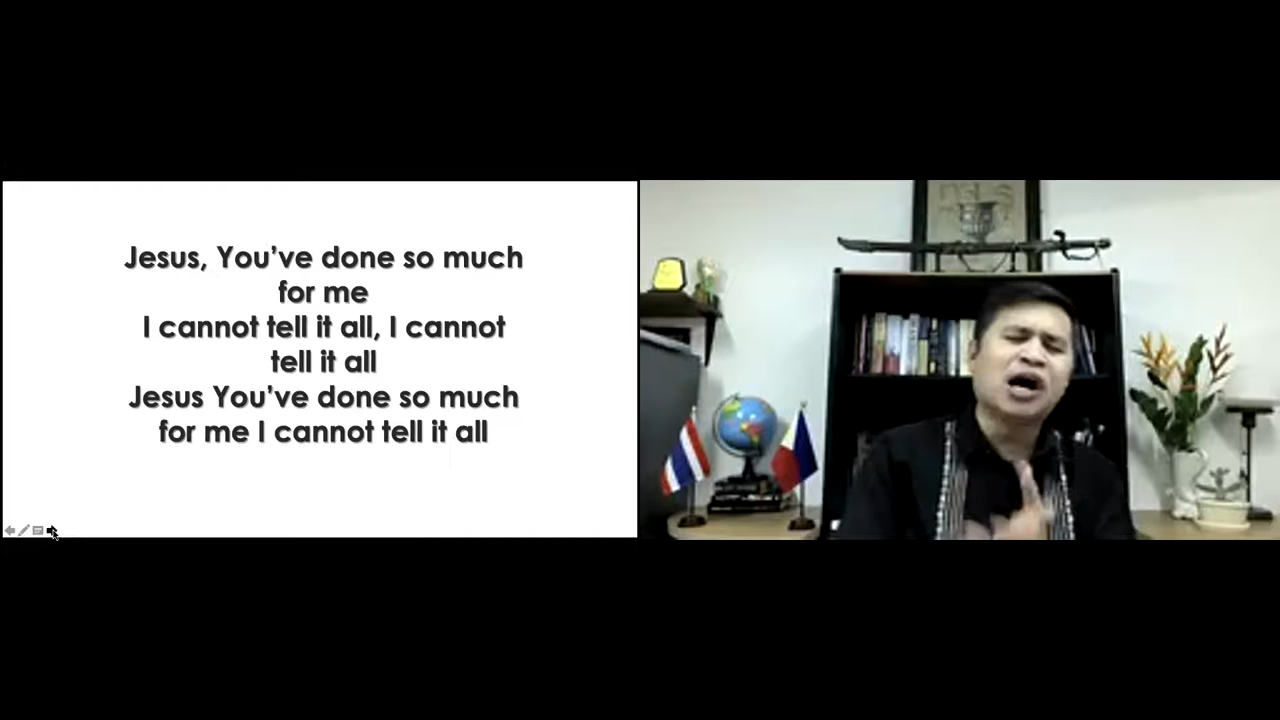 Jesus, You’ve done so much
for me
I cannot tell it all, I cannot
tell it all
Jesus You’ve done so much
for me I cannot tell it all